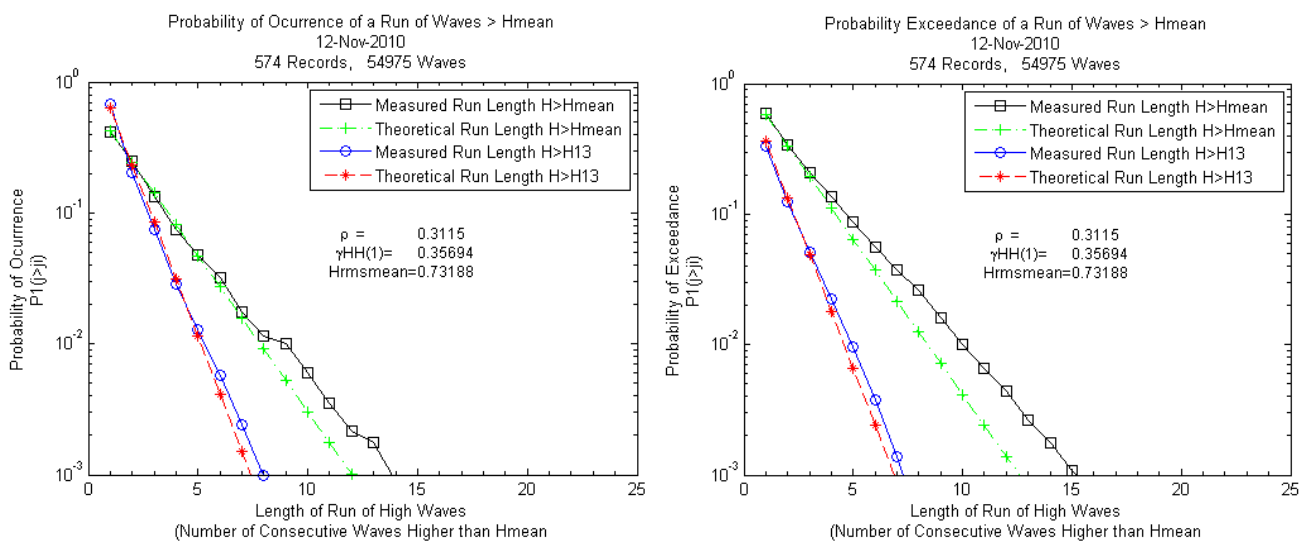 Probability of Ocurrence of a Run of Waves > Hmean
12-Nov-2010
574 Records, 54975 Waves
10^0
10^-1
10^-2
10^-3
Probability of Ocurrrence
P1(j>ji)
Measured Run Length H>Hmean
Theoretical Run Length H>Hmean
Measured Run Length H>H13
Theoretical Run Length H>H13
ρ = 0.3115
γHH(1)= 0.35694
Hrmsmean=0.73188
0 5 10 15 20 25
Length of Run of High Waves
(Number of Consecutive Waves Higher than Hmean
Probability Exceedance of a Run of Waves > Hmean
12-Nov-2010
574 Records, 54975 Waves
10^0
10^-1
10^-2
10^-3
Probability of Exceedance
P1(j>ji)
Measured Run Length H>Hmean
Theoretical Run Length H>Hmean
Measured Run Length H>H13
Theoretical Run Length H>H13
ρ = 0.3115
γHH(1)= 0.35694
Hrmsmean=0.73188
0 5 10 15 20 25
Length of Run of High Waves
(Number of Consecutive Waves Higher than Hmean